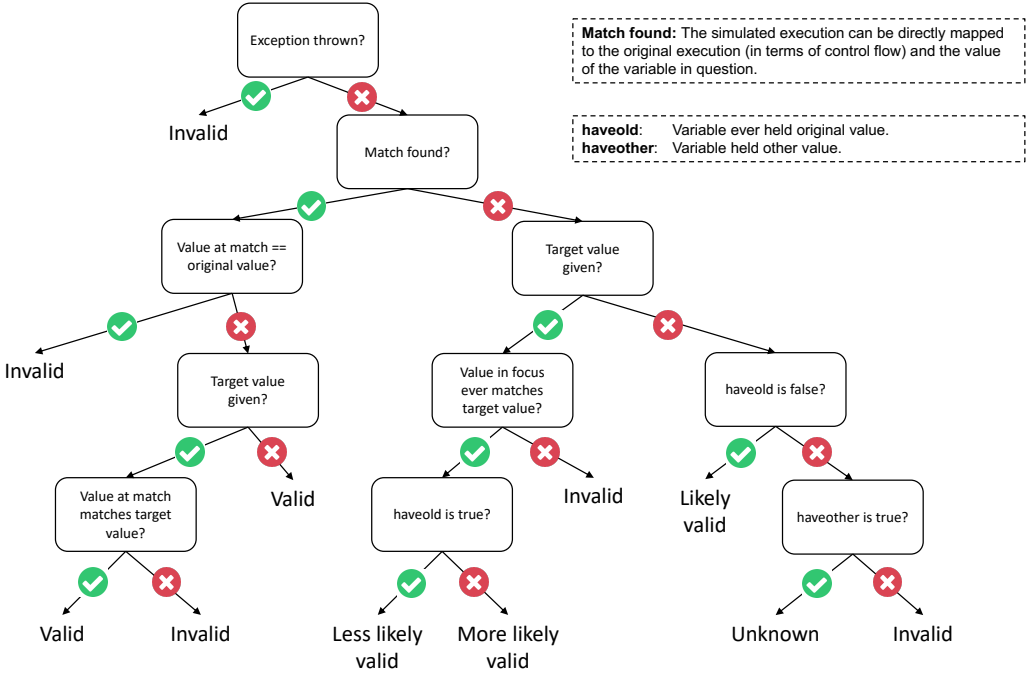 Exception thrown?
Match found: The simulated execution can be directly mapped
to the original execution (in terms of control flow) and the value
of the variable in question.
haveold: Variable ever held original value.
haveother: Variable held other value.
Invalid
Match found?
Value at match ==
original value?
Target value
given?
Invalid
Target value
given?
Value in focus
ever matches
target value?
haveold is false?
Value at match
matches target
value?
Valid
haveold is true?
Invalid
Likely
valid
haveother is true?
Valid
Invalid
Less likely
valid
More likely
valid
Unknown
Invalid